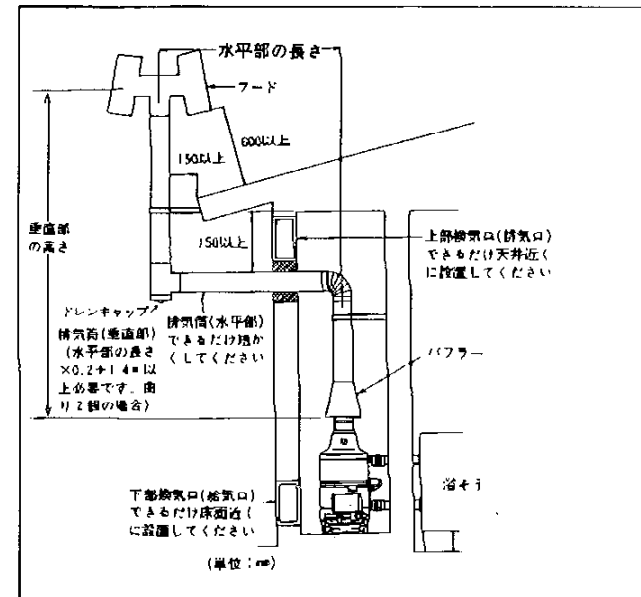 水平部の長さ
フード
600以上
150以上
垂直部
の高さ
150以上
上部換気口(排気口)
できるだけ天井近く
に設置してください
ドレンキャップ
排気筒(垂直部)
(水平部の長さ
×0.2+1.4m以
上必要です。曲
り2個の場合)
排気筒(水平部)
できるだけ短か
くしてください
バフラー
下部換気口(給気口)
できるだけ床面近く
に設置してください
浴そう
(単位:mm)